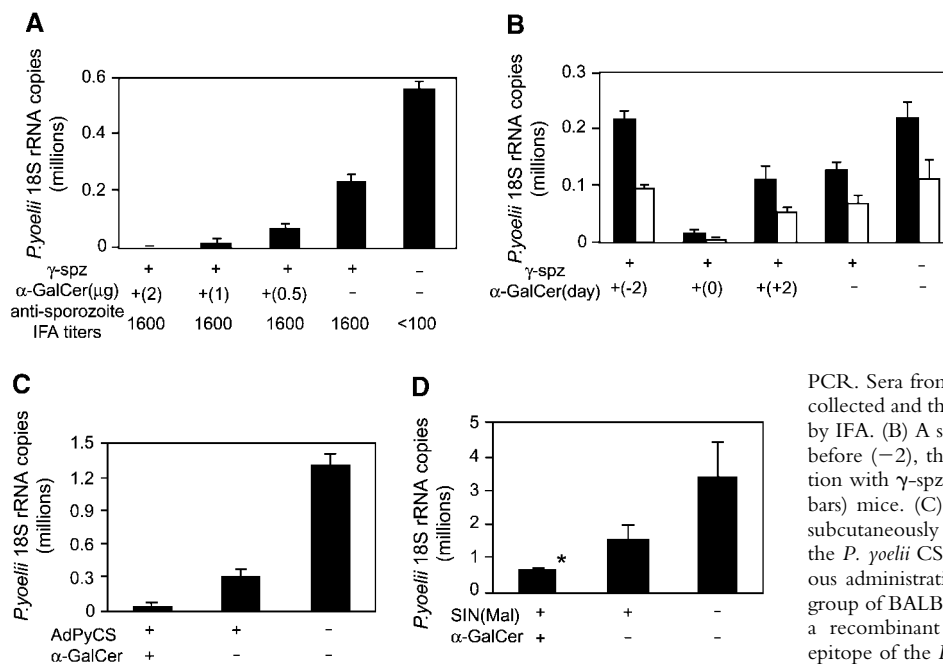 A
P.yoelii 18S rRNA copies
(millions)
0.6
0.4
0.2
0
γ-spz + + + + −
α-GalCer(μg) +(2) +(1) +(0.5) − −
anti-sporozoite
IFA titers 1600 1600 1600 1600 <100
B
P.yoelii 18S rRNA copies
(millions)
0.3
0.2
0.1
0
γ-spz + + + + −
α-GalCer(day) +(-2) +(0) +(+2) − −
C
P.yoelii 18S rRNA copies
(millions)
1.5
1.2
0.9
0.6
0.3
0
AdPyCS + + −
α-GalCer + − −
D
P.yoelii 18S rRNA copies
(millions)
5
4
3
2
1
0
*
SIN(Mal) + + −
α-GalCer + − −
PCR. Sera from
collected and th
by IFA. (B) A s
before (−2), th
tion with γ-spz
bars) mice. (C)
subcutaneously
the P. yoelii CS
ous administrati
group of BALB
a recombinant
epitope of the P